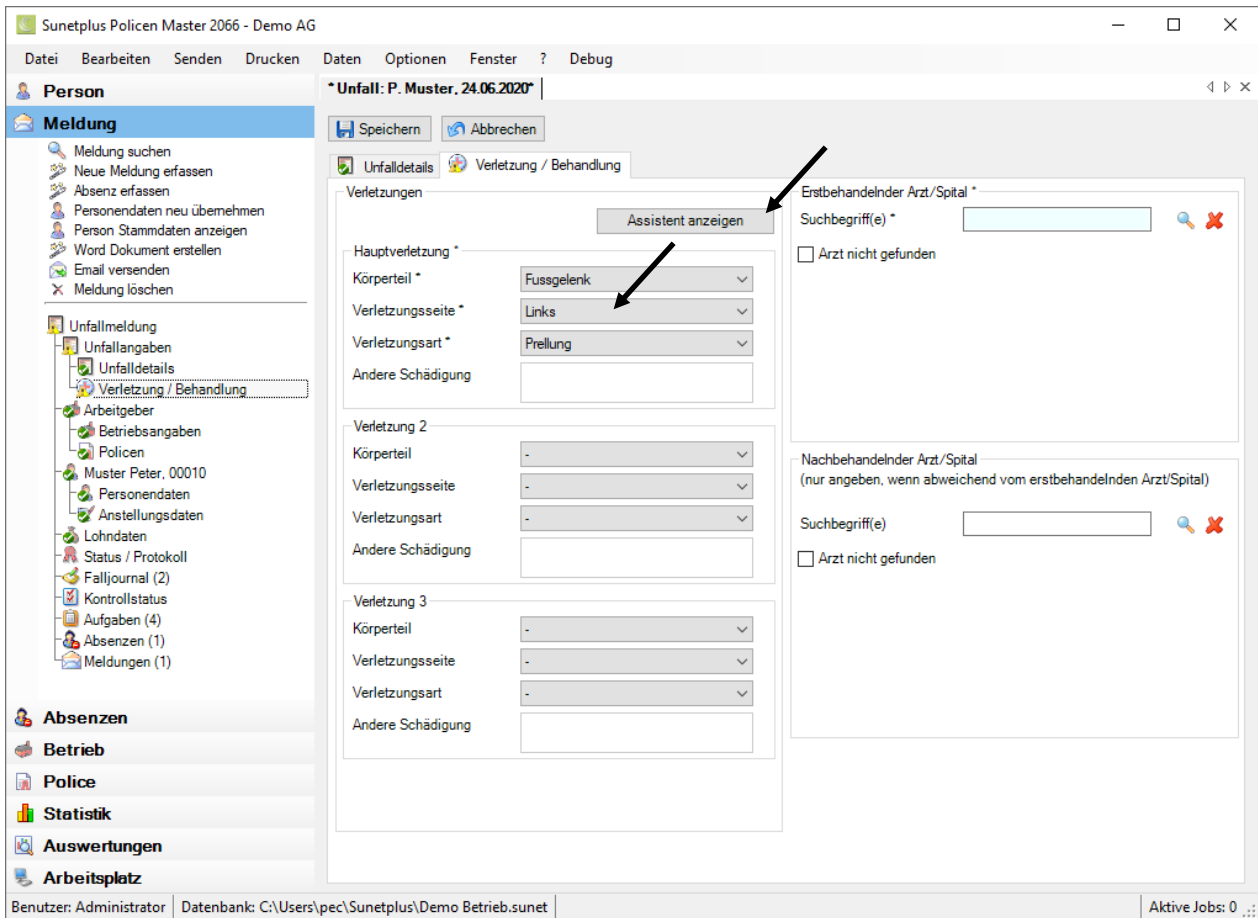 Sunetplus Policen Master 2066 - Demo AG
Datei Bearbeiten Senden Drucken Daten Optionen Fenster ? Debug
Person
Meldung
Meldung suchen
Neue Meldung erfassen
Absenz erfassen
Personendaten neu übernehmen
Person Stammdaten anzeigen
Word Dokument erstellen
Email versenden
Meldung löschen
Unfallmeldung
Unfallangaben
Unfalldetails
Verletzung / Behandlung
Arbeitgeber
Betriebsangaben
Policen
Muster Peter, 00010
Personendaten
Anstellungsdaten
Lohndaten
Status / Protokoll
Falljournal (2)
Kontrollstatus
Aufgaben (4)
Absenzen (1)
Meldungen (1)
Absenzen
Betrieb
Police
Statistik
Auswertungen
Arbeitsplatz
* Unfall: P. Muster, 24.06.2020*
Speichern Abbrechen
Unfalldetails Verletzung / Behandlung
Verletzungen
Assistent anzeigen
Hauptverletzung *
Körperteil * Fussgelenk
Verletzungsseite * Links
Verletzungsart * Prellung
Andere Schädigung
Verletzung 2
Körperteil -
Verletzungsseite -
Verletzungsart -
Andere Schädigung
Verletzung 3
Körperteil -
Verletzungsseite -
Verletzungsart -
Andere Schädigung
Erstbehandelnder Arzt/Spital *
Suchbegriff(e) *
Arzt nicht gefunden
Nachbehandelnder Arzt/Spital
(nur angeben, wenn abweichend vom erstbehandelnden Arzt/Spital)
Suchbegriff(e)
Arzt nicht gefunden
Benutzer: Administrator Datenbank: C:\Users\pec\Sunetplus\Demo Betrieb.sunet Aktive Jobs: 0